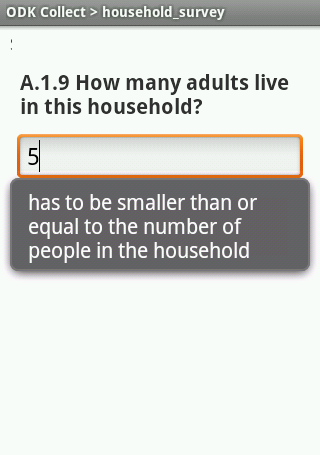 ODK Collect > household_survey
A.1.9 How many adults live
in this household?
5
has to be smaller than or
equal to the number of
people in the household